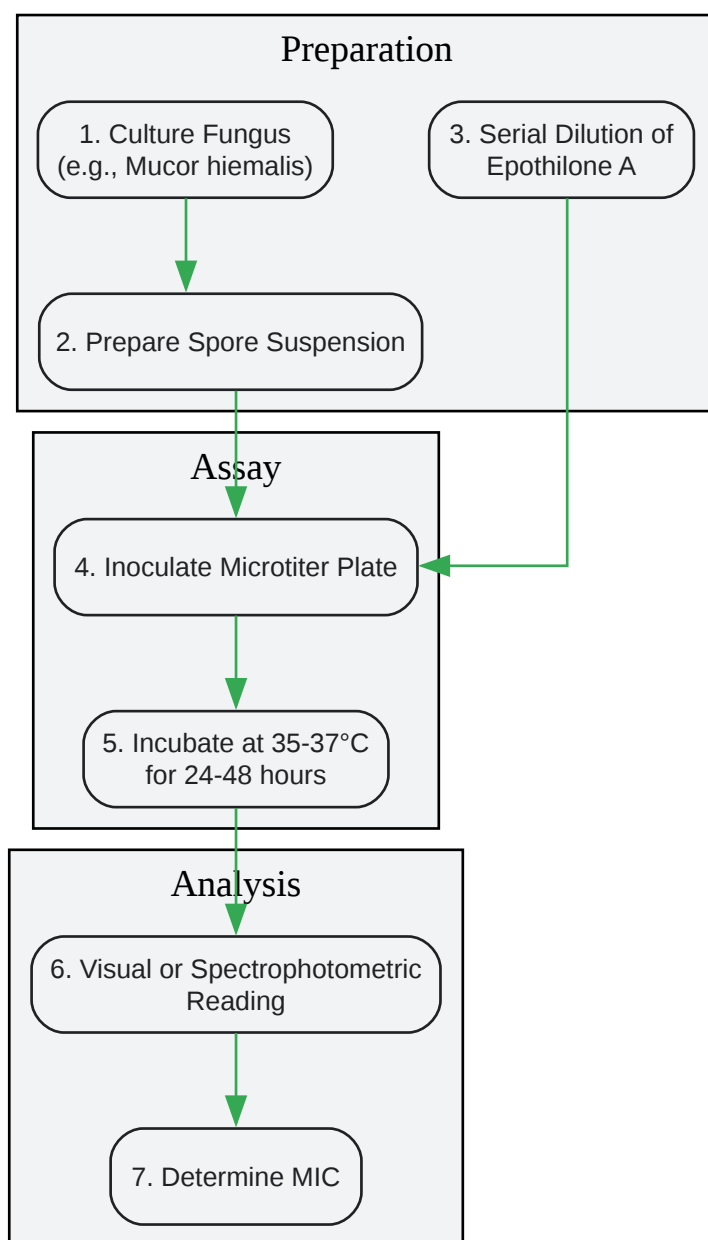 Preparation
1. Culture Fungus
(e.g., Mucor hiemalis)
3. Serial Dilution of
Epothilone A
2. Prepare Spore Suspension
Assay
4. Inoculate Microtiter Plate
5. Incubate at 35-37°C
for 24-48 hours
Analysis
6. Visual or Spectrophotometric
Reading
7. Determine MIC